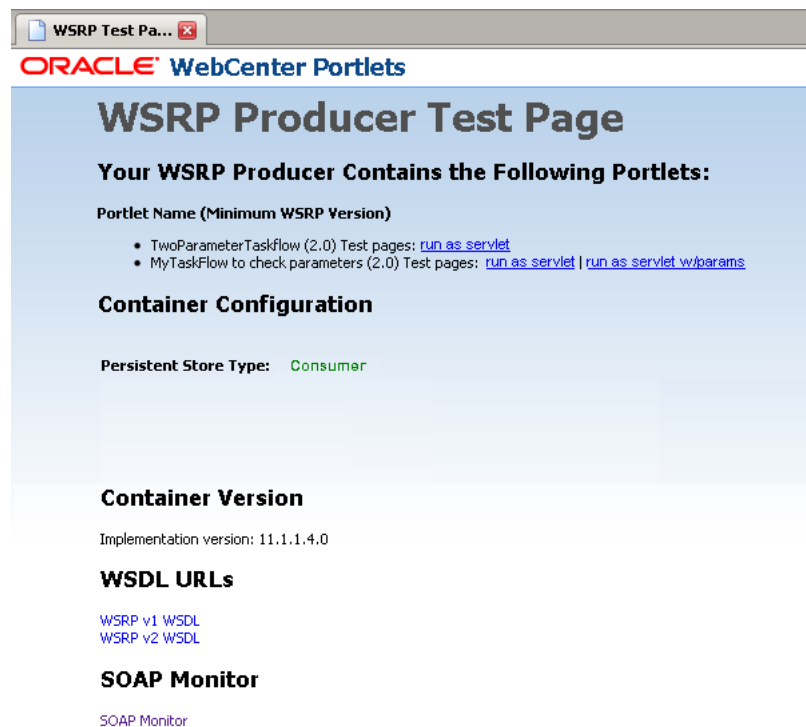 WSRP Test Pa...
ORACLE WebCenter Portlets
WSRP Producer Test Page
Your WSRP Producer Contains the Following Portlets:
Portlet Name (Minimum WSRP Version)
• TwoParameterTaskflow (2.0) Test pages: run as servlet
• MyTaskFlow to check parameters (2.0) Test pages: run as servlet | run as servlet w/params
Container Configuration
Persistent Store Type: Consumer
Container Version
Implementation version: 11.1.1.4.0
WSDL URLs
WSRP v1 WSDL
WSRP v2 WSDL
SOAP Monitor
SOAP Monitor